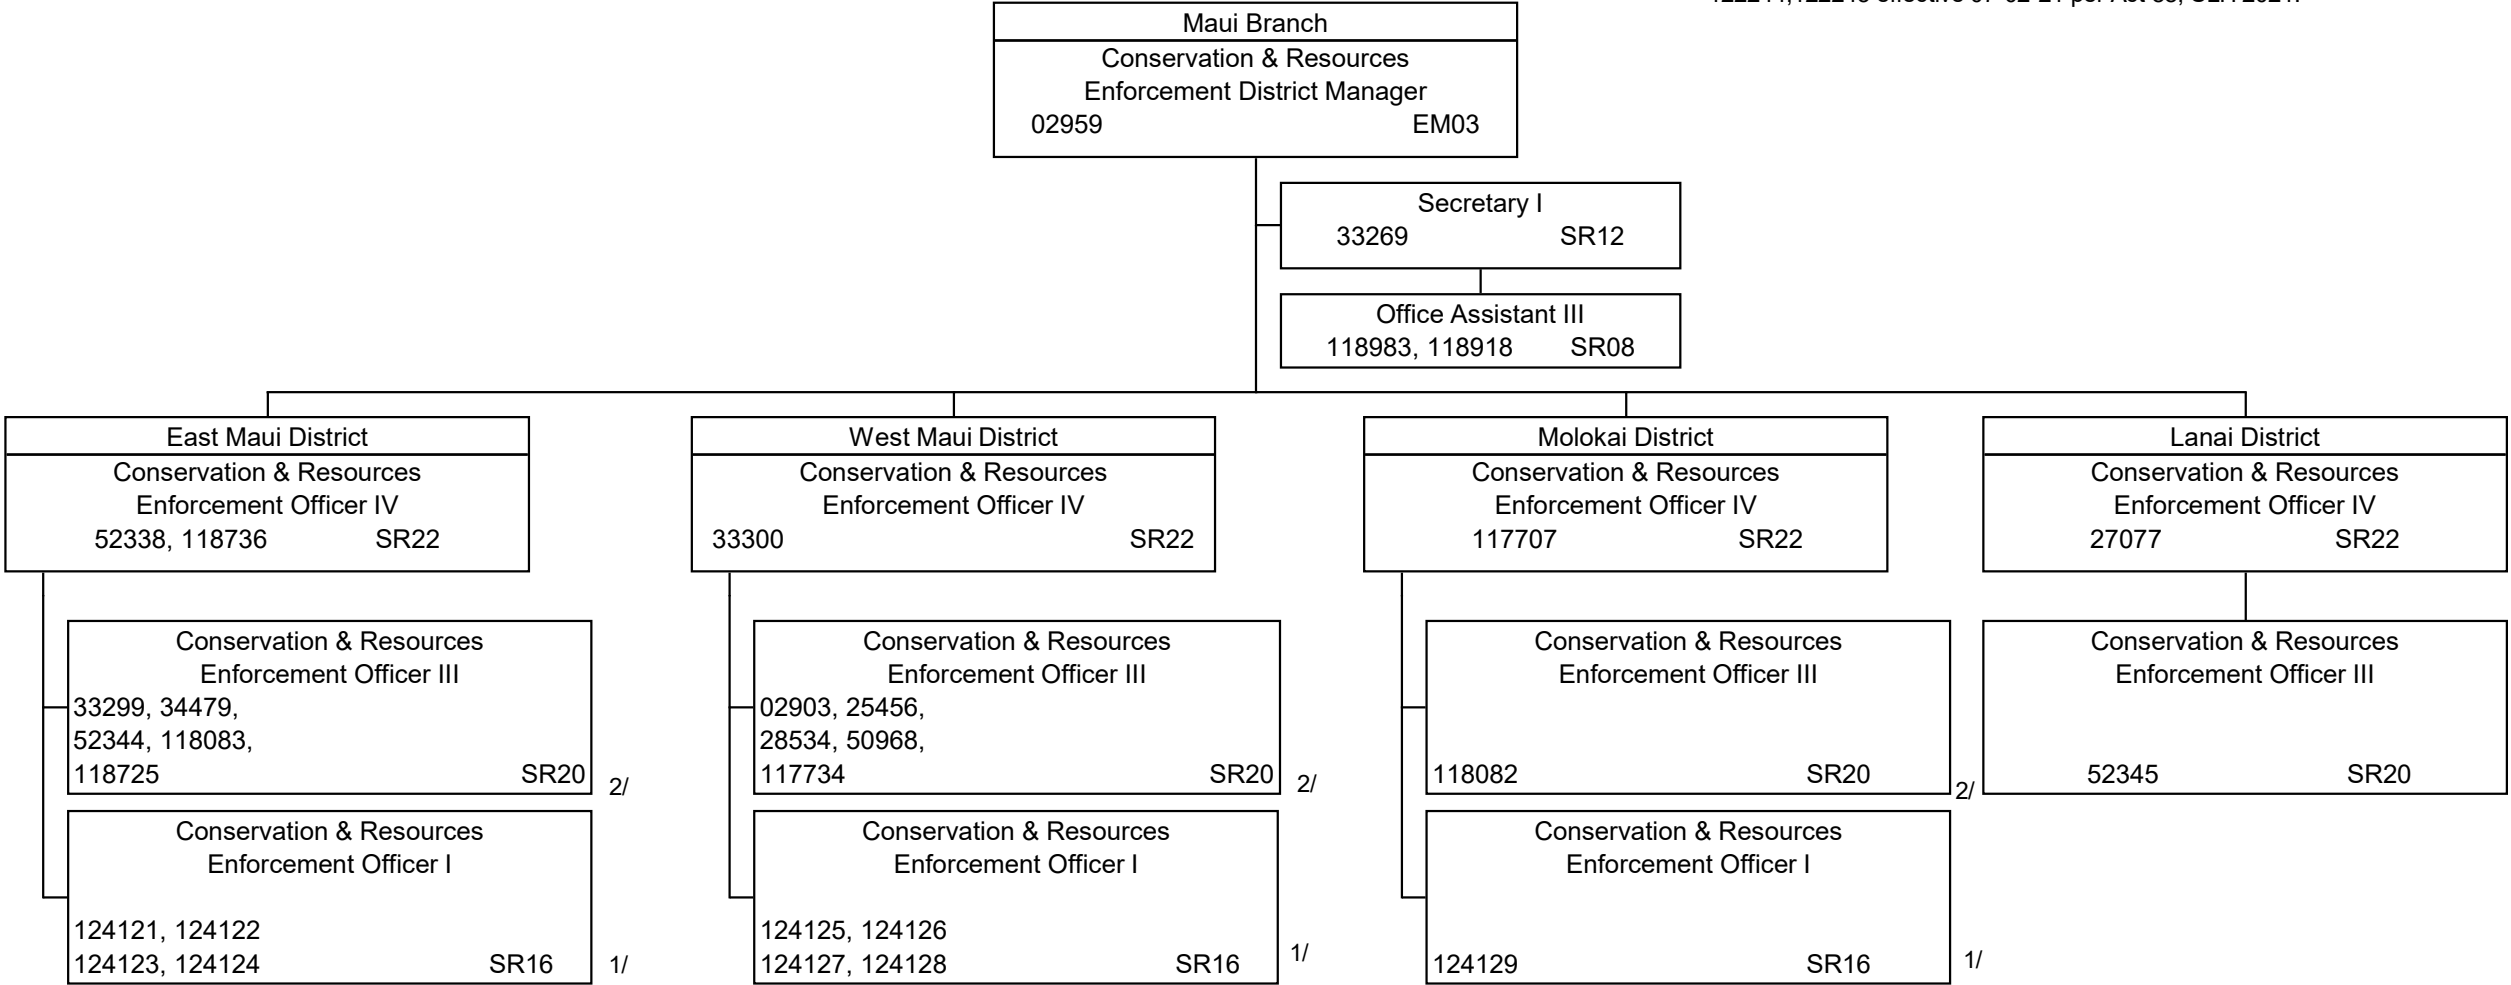 Maui Branch
Conservation & Resources
Enforcement District Manager
02959 EM03
Secretary I
33269 SR12
Office Assistant III
118983, 118918 SR08
East Maui District
Conservation & Resources
Enforcement Officer IV
52338, 118736 SR22
West Maui District
Conservation & Resources
Enforcement Officer IV
33300 SR22
Molokai District
Conservation & Resources
Enforcement Officer IV
117707 SR22
Lanai District
Conservation & Resources
Enforcement Officer IV
27077 SR22
Conservation & Resources
Enforcement Officer III
33299, 34479,
52344, 118083,
118725 SR20
2/
Conservation & Resources
Enforcement Officer III
02903, 25456,
28534, 50968,
117734 SR20
2/
Conservation & Resources
Enforcement Officer III
118082 SR20
2/
Conservation & Resources
Enforcement Officer III
52345 SR20
Conservation & Resources
Enforcement Officer I
124121, 124122
124123, 124124 SR16
1/
Conservation & Resources
Enforcement Officer I
124125, 124126
124127, 124128 SR16
1/
Conservation & Resources
Enforcement Officer I
124129 SR16
1/